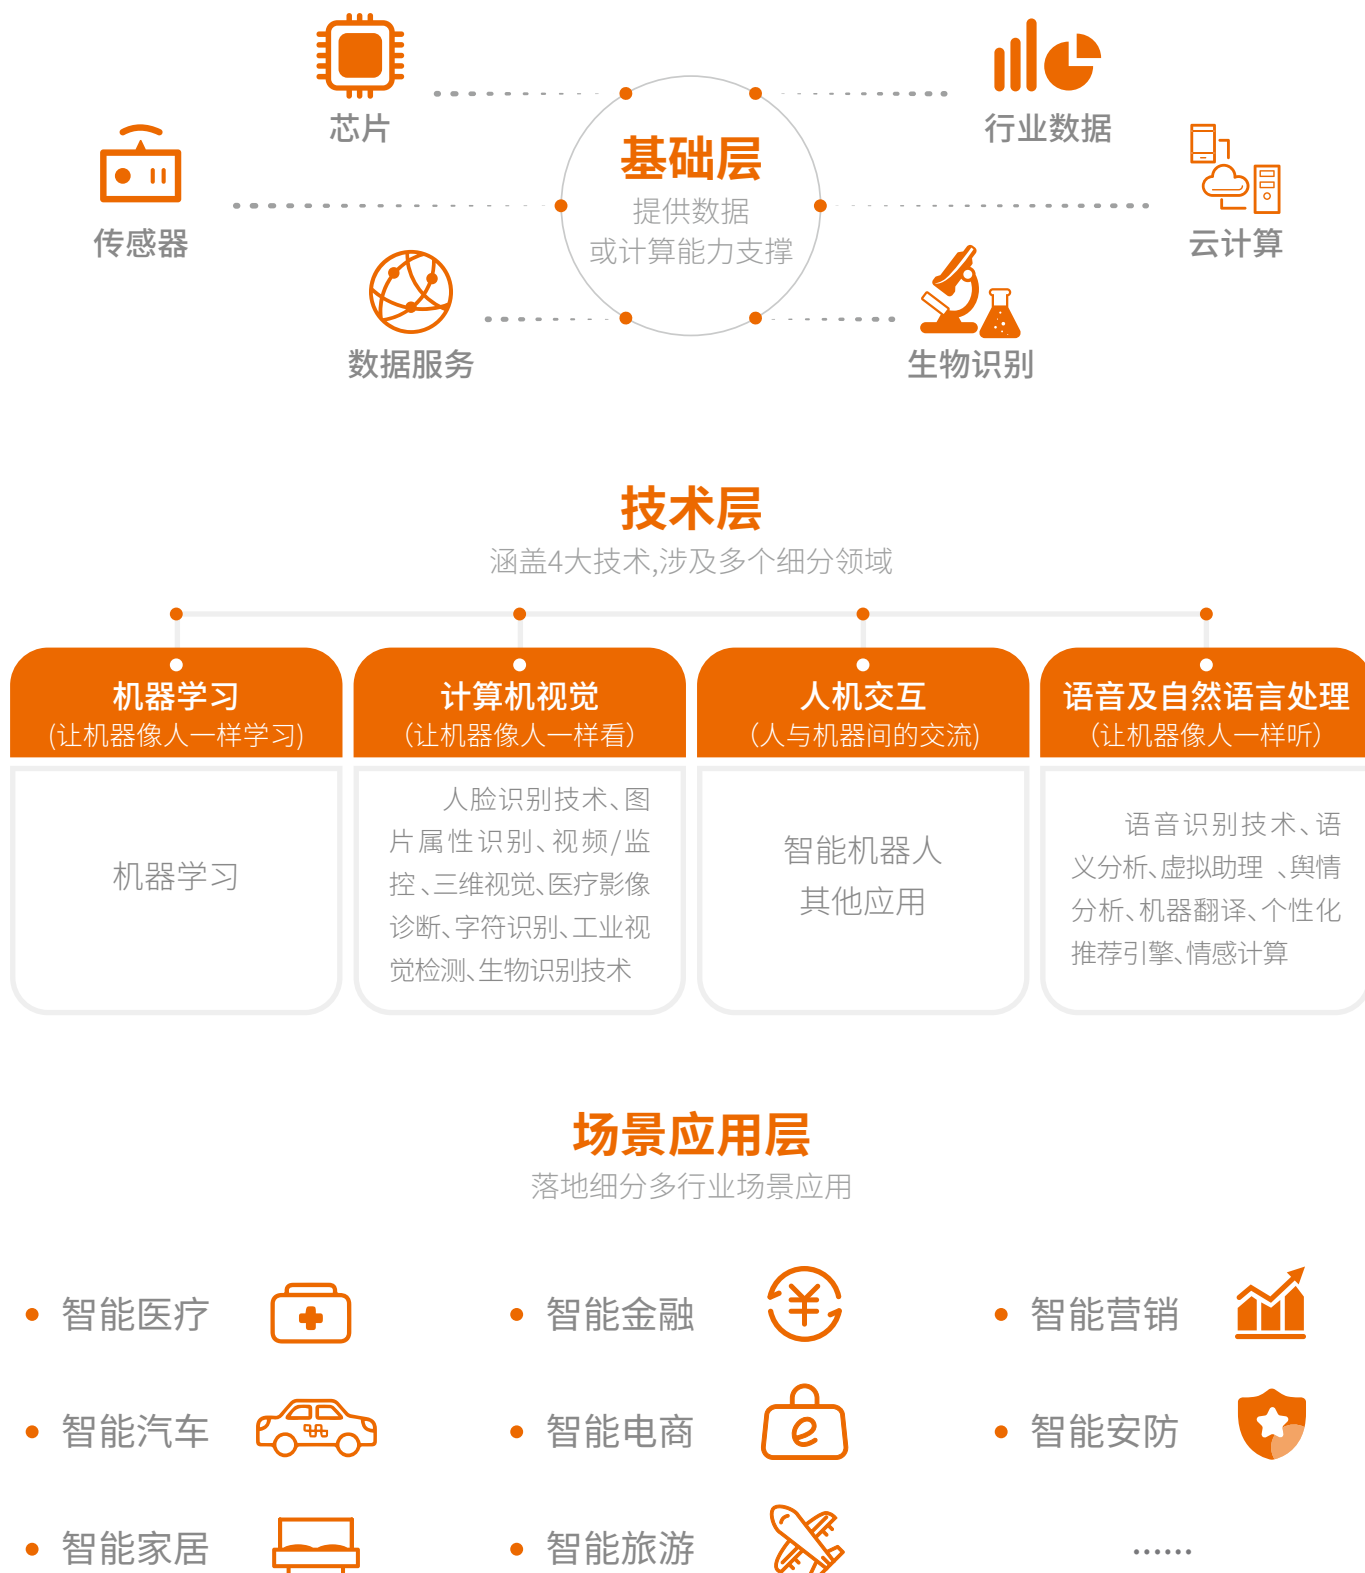 芯片
行业数据
传感器
基础层
提供数据
或计算能力支撑
云计算
数据服务
生物识别
技术层
涵盖4大技术,涉及多个细分领域
机器学习
(让机器像人一样学习)
机器学习
计算机视觉
（让机器像人一样看）
人脸识别技术、图
片属性识别、视频/监
控、三维视觉、医疗影像
诊断、字符识别、工业视
觉检测、生物识别技术
人机交互
（人与机器间的交流)
智能机器人
其他应用
语音及自然语言处理
（让机器像人一样听）
语音识别技术、语
义分析、虚拟助理 、舆情
分析、机器翻译、个性化
推荐引擎、情感计算
场景应用层
落地细分多行业场景应用
• 智能医疗
• 智能金融
¥
• 智能营销
• 智能汽车
• 智能电商
e
• 智能安防
• 智能家居
• 智能旅游
······